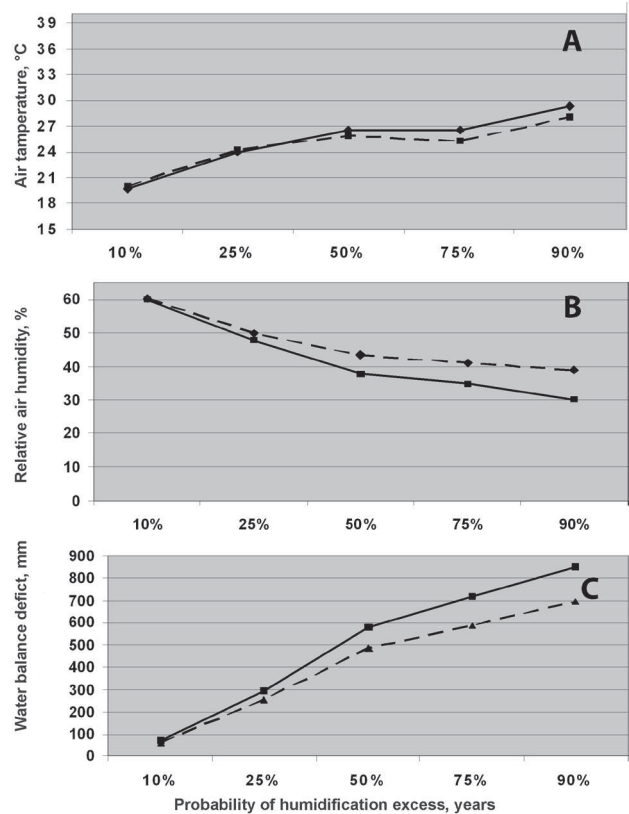 39
36
33
30
27
24
21
18
15
Air tamperature, °C
A
10% 25% 50% 75% 90%
60
50
40
30
20
10
0
Relative air humidity, %
B
10% 25% 50% 75% 90%
900
800
700
600
500
400
300
200
100
0
Water balance defict, mm
C
10% 25% 50% 75% 90%
Probability of humidification excess, years